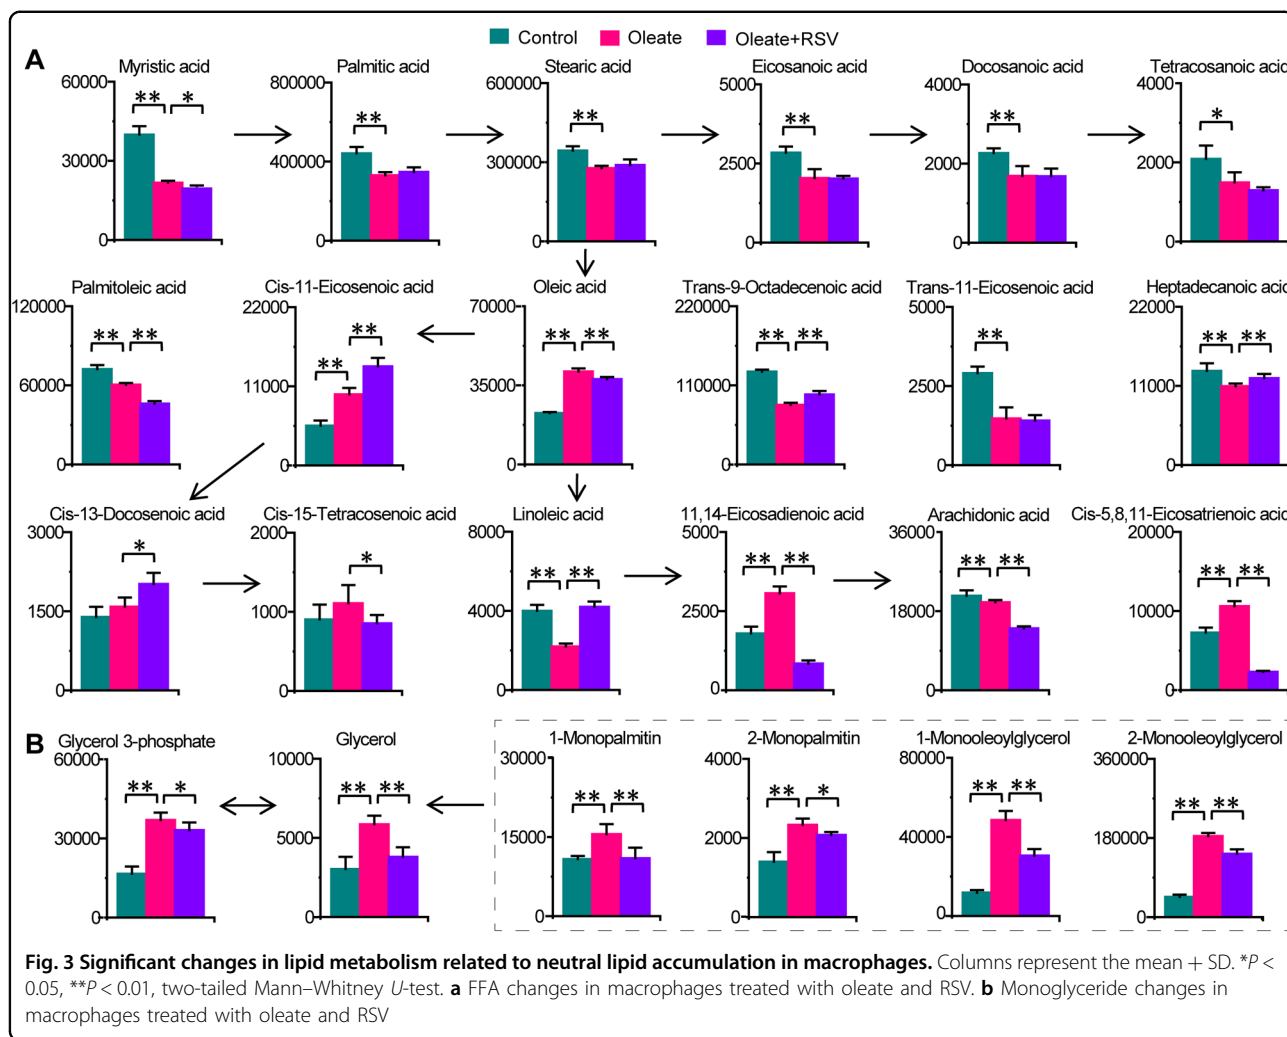 Control Oleate Oleate+RSV
A
Myristic acid Palmitic acid Stearic acid Eicosanoic acid Docosanoic acid Tetracosanoic acid
60000 800000 600000 5000 4000 4000
** * ** ** ** ** *
30000 400000 300000 2500 2000 2000
0 0 0 0 0 0
Palmitoleic acid Cis-11-Eicosenoic acid Oleic acid Trans-9-Octadecenoic acid Trans-11-Eicosenoic acid Heptadecanoic acid
120000 22000 70000 220000 5000 22000
** ** ** ** ** ** ** ** ** ** **
60000 11000 35000 110000 2500 11000
0 0 0 0 0 0
Cis-13-Docosenoic acid Cis-15-Tetracosenoic acid Linoleic acid 11,14-Eicosadienoic acid Arachidonic acid Cis-5,8,11-Eicosatrienoic acid
3000 2000 8000 5000 36000 20000
* * ** ** ** ** ** ** ** **
1500 1000 4000 2500 18000 10000
0 0 0 0 0 0
B
Glycerol 3-phosphate Glycerol 1-Monopalmitin 2-Monopalmitin 1-Monooleoylglycerol 2-Monooleoylglycerol
60000 10000 30000 4000 80000 360000
** * ** ** ** ** ** * ** ** ** **
30000 5000 15000 2000 40000 180000
0 0 0 0 0 0
Fig. 3 Significant changes in lipid metabolism related to neutral lipid accumulation in macrophages. Columns represent the mean + SD. *P <
0.05, **P < 0.01, two-tailed Mann–Whitney U-test. a FFA changes in macrophages treated with oleate and RSV. b Monoglyceride changes in
macrophages treated with oleate and RSV